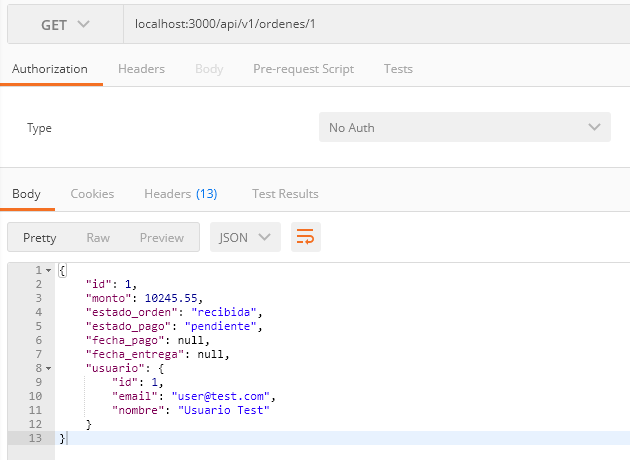 GET localhost:3000/api/v1/ordenes/1
Authorization Headers Body Pre-request Script Tests
Type No Auth
Body Cookies Headers (13) Test Results
Pretty Raw Preview JSON
1 {
2 "id": 1,
3 "monto": 10245.55,
4 "estado_orden": "recibida",
5 "estado_pago": "pendiente",
6 "fecha_pago": null,
7 "fecha_entrega": null,
8 "usuario": {
9 "id": 1,
10 "email": "user@test.com",
11 "nombre": "Usuario Test"
12 }
13 }